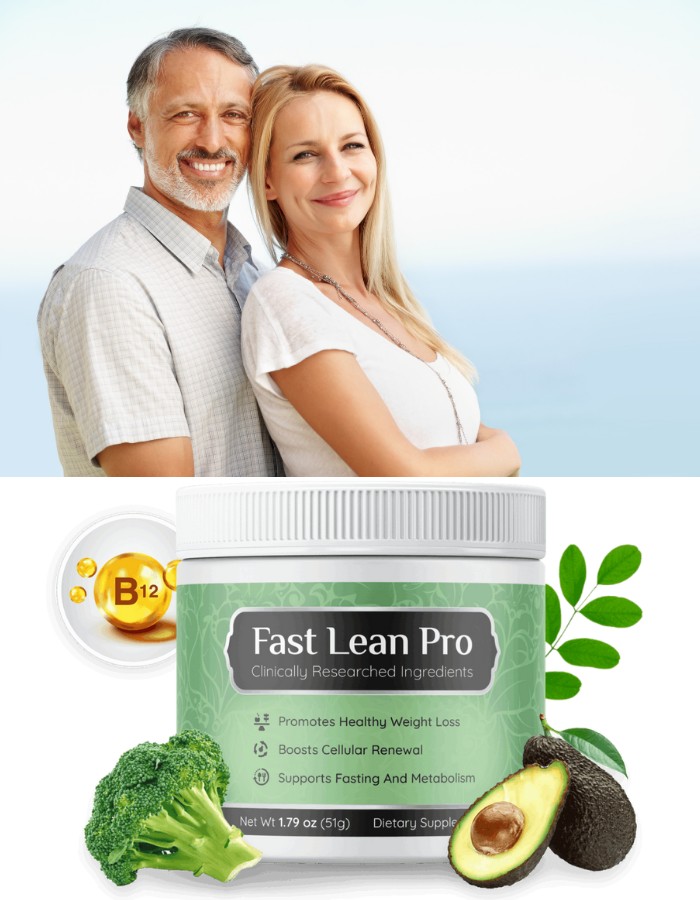 B12
Fast Lean Pro
Clinically Researched Ingredients
Promotes Healthy Weight Loss
Boosts Cellular Renewal
Supports Fasting And Metabolism
Net Wt 1.79 oz (51g) Dietary